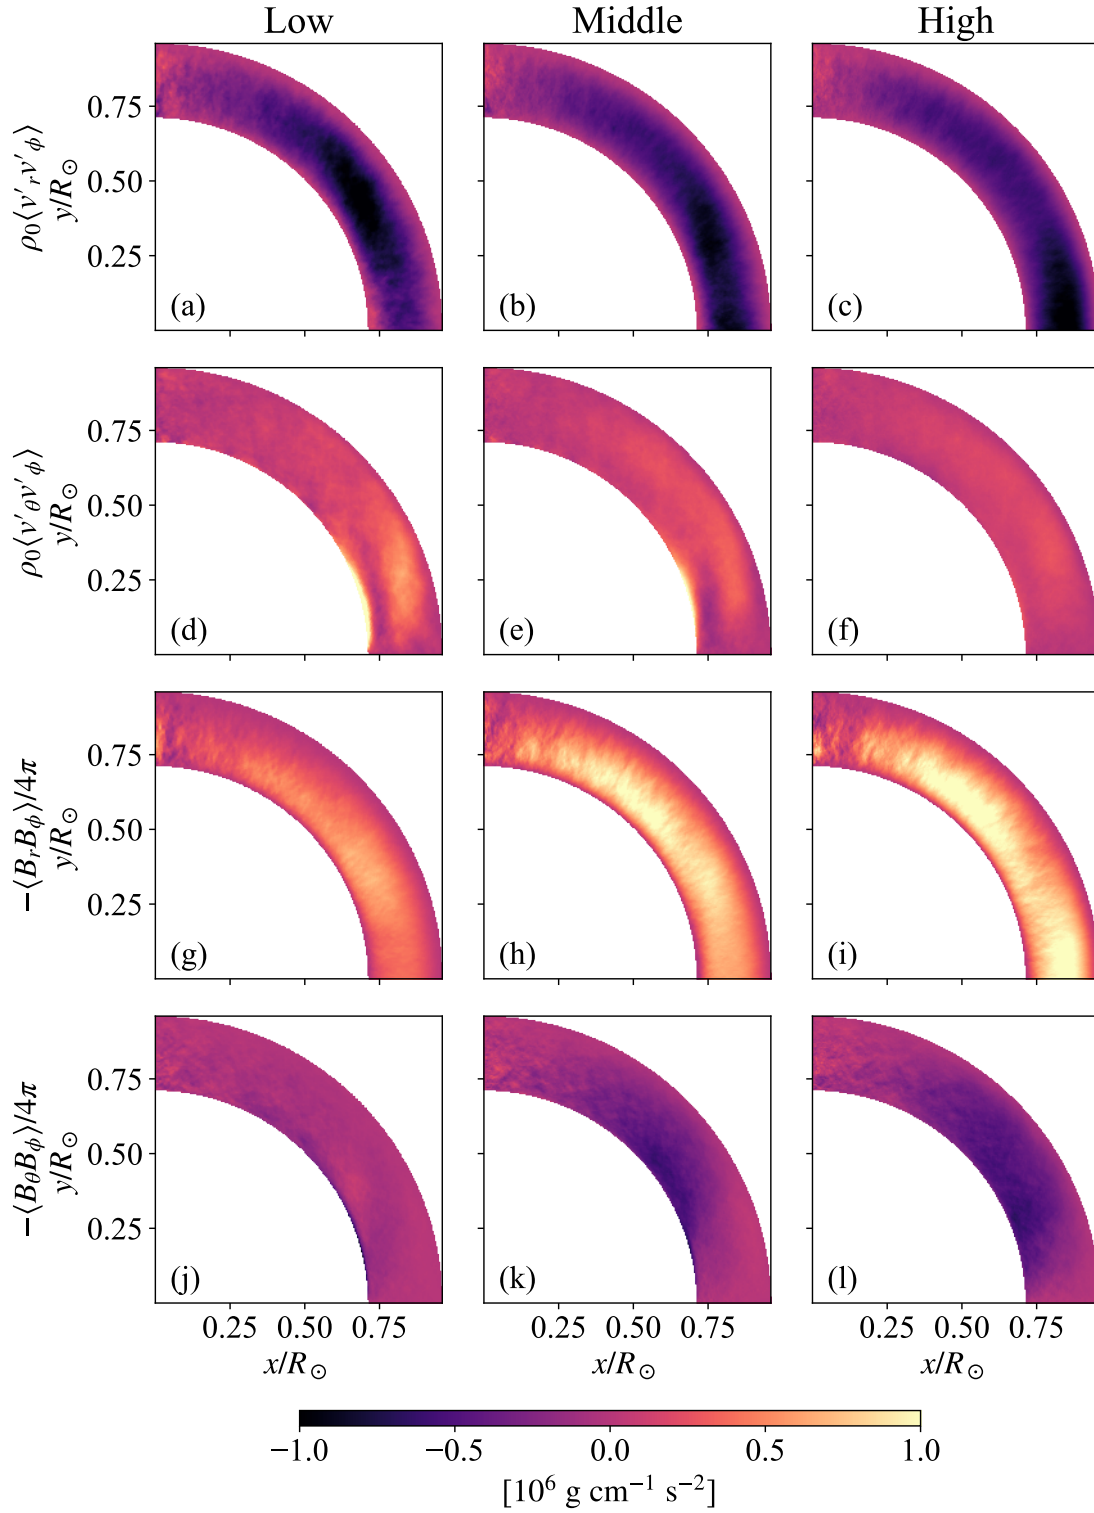 Low Middle High
ρ₀⟨v′ᵣv′ᵩ⟩
y/R☉
0.75
0.50
0.25
(a) (b) (c)
ρ₀⟨v′θv′ᵩ⟩
y/R☉
0.75
0.50
0.25
(d) (e) (f)
−⟨BᵣBᵩ⟩/4π
y/R☉
0.75
0.50
0.25
(g) (h) (i)
−⟨BθBᵩ⟩/4π
y/R☉
0.75
0.50
0.25
(j) (k) (l)
0.25 0.50 0.75 0.25 0.50 0.75 0.25 0.50 0.75
x/R☉ x/R☉ x/R☉
−1.0 −0.5 0.0 0.5 1.0
[10⁶ g cm⁻¹ s⁻²]